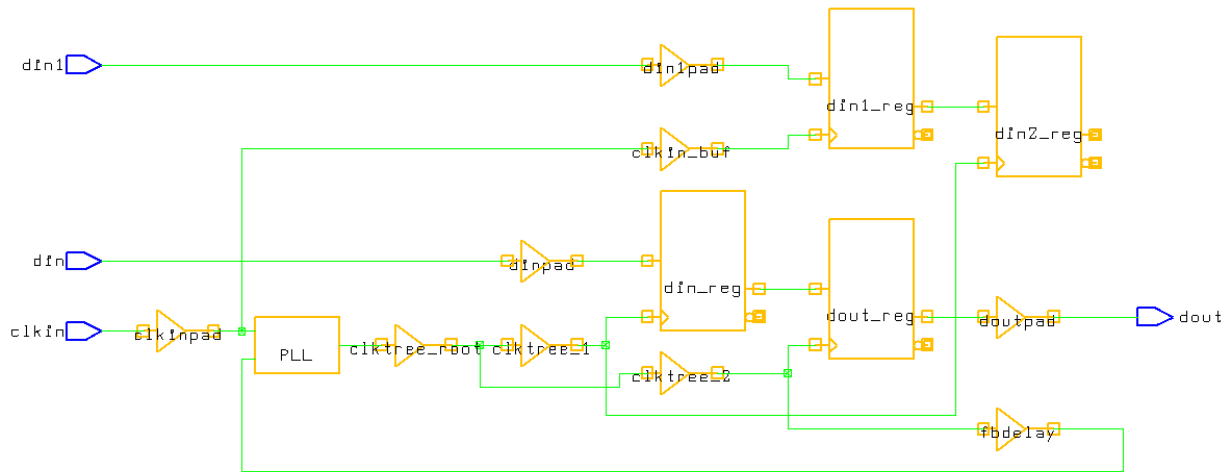 din1
din1pad
din1_reg
din2_reg
clkin_buf
din
dinpad
din_reg
dout_reg
doutpad
dout
clkin
clkinpad
PLL
clktree_root
clktree_1
clktree_2
fbdelay